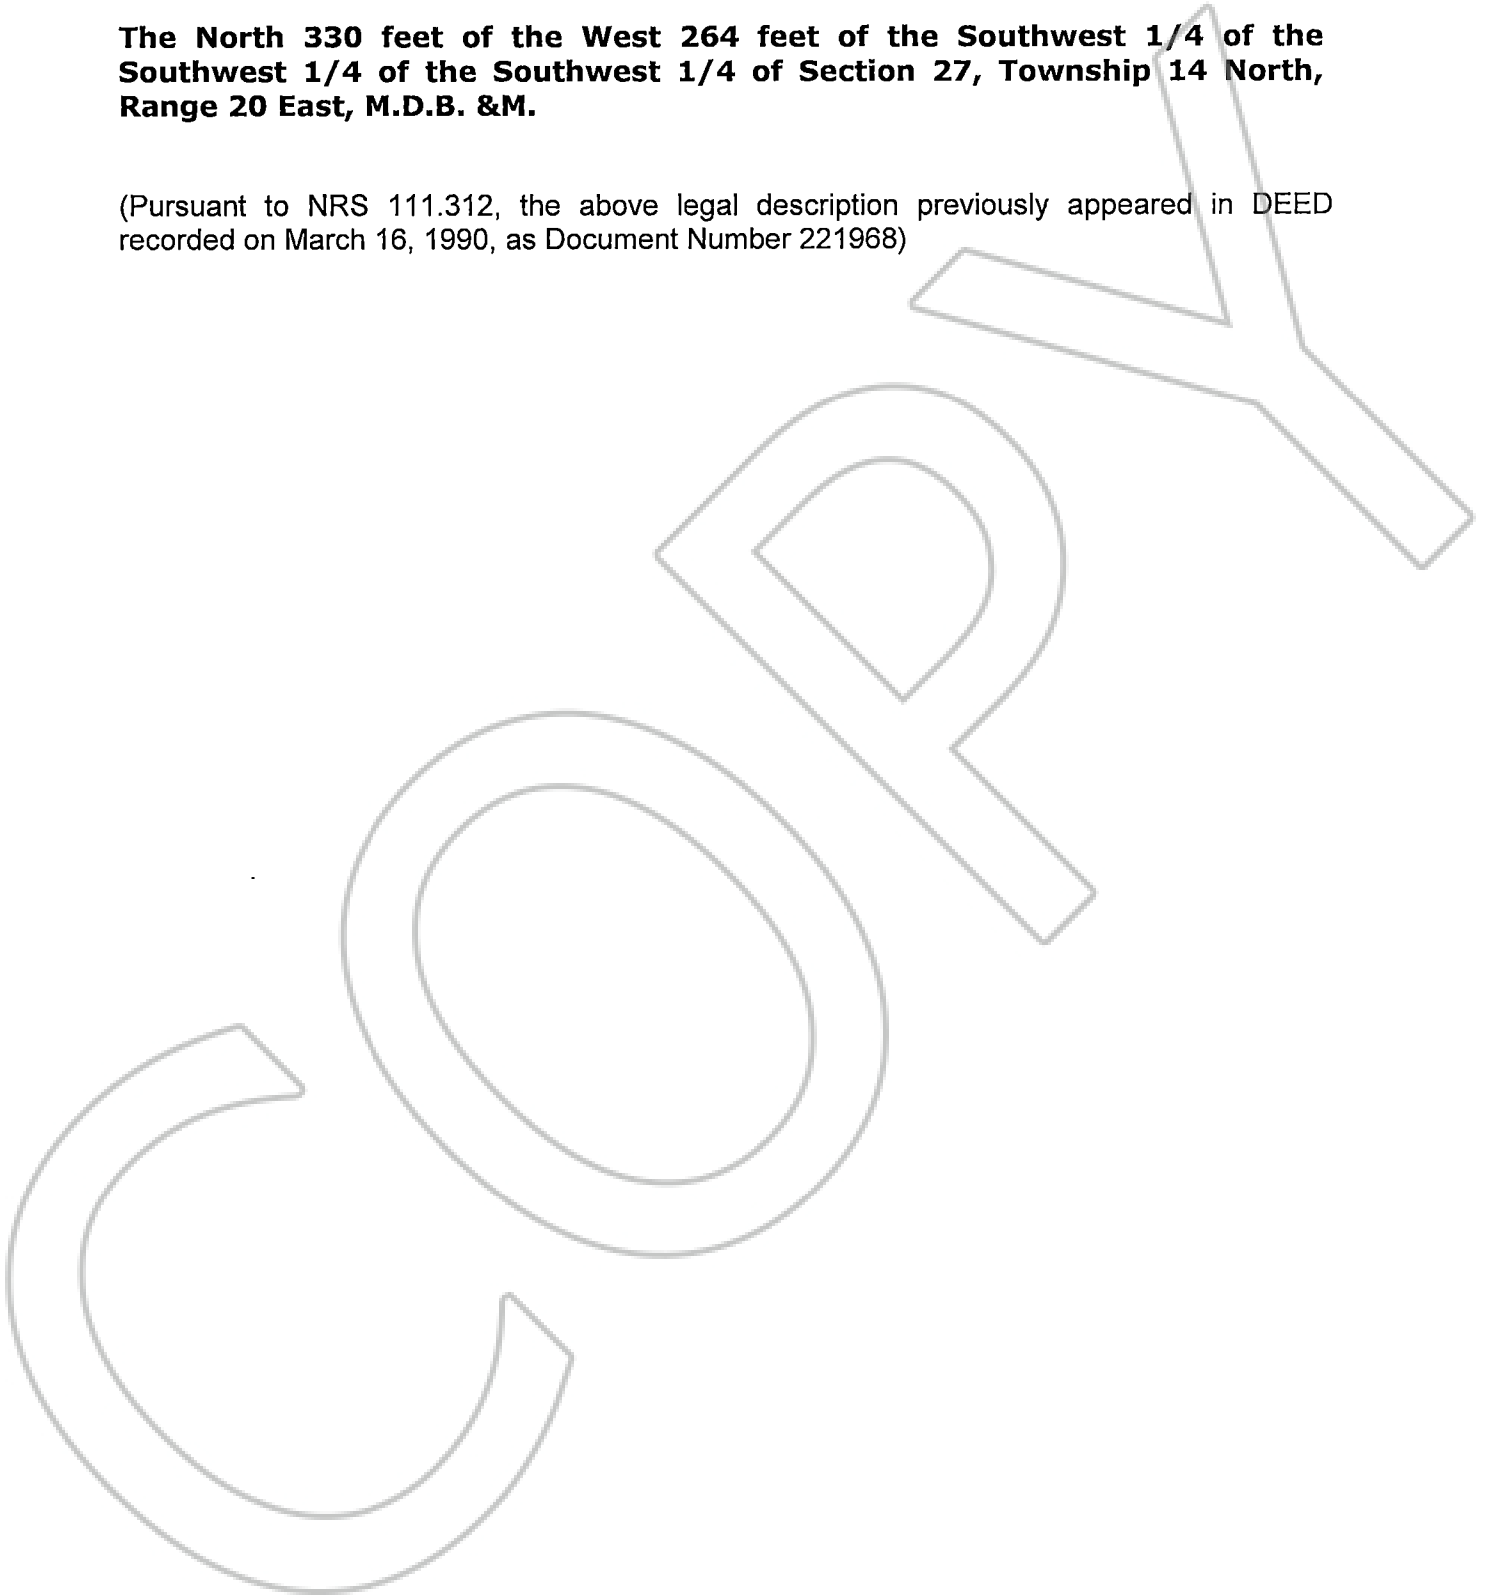 The North 330 feet of the West 264 feet of the Southwest 1/4 of the
Southwest 1/4 of the Southwest 1/4 of Section 27, Township 14 North,
Range 20 East, M.D.B. &M.
(Pursuant to NRS 111.312, the above legal description previously appeared in DEED
recorded on March 16, 1990, as Document Number 221968)
COPY